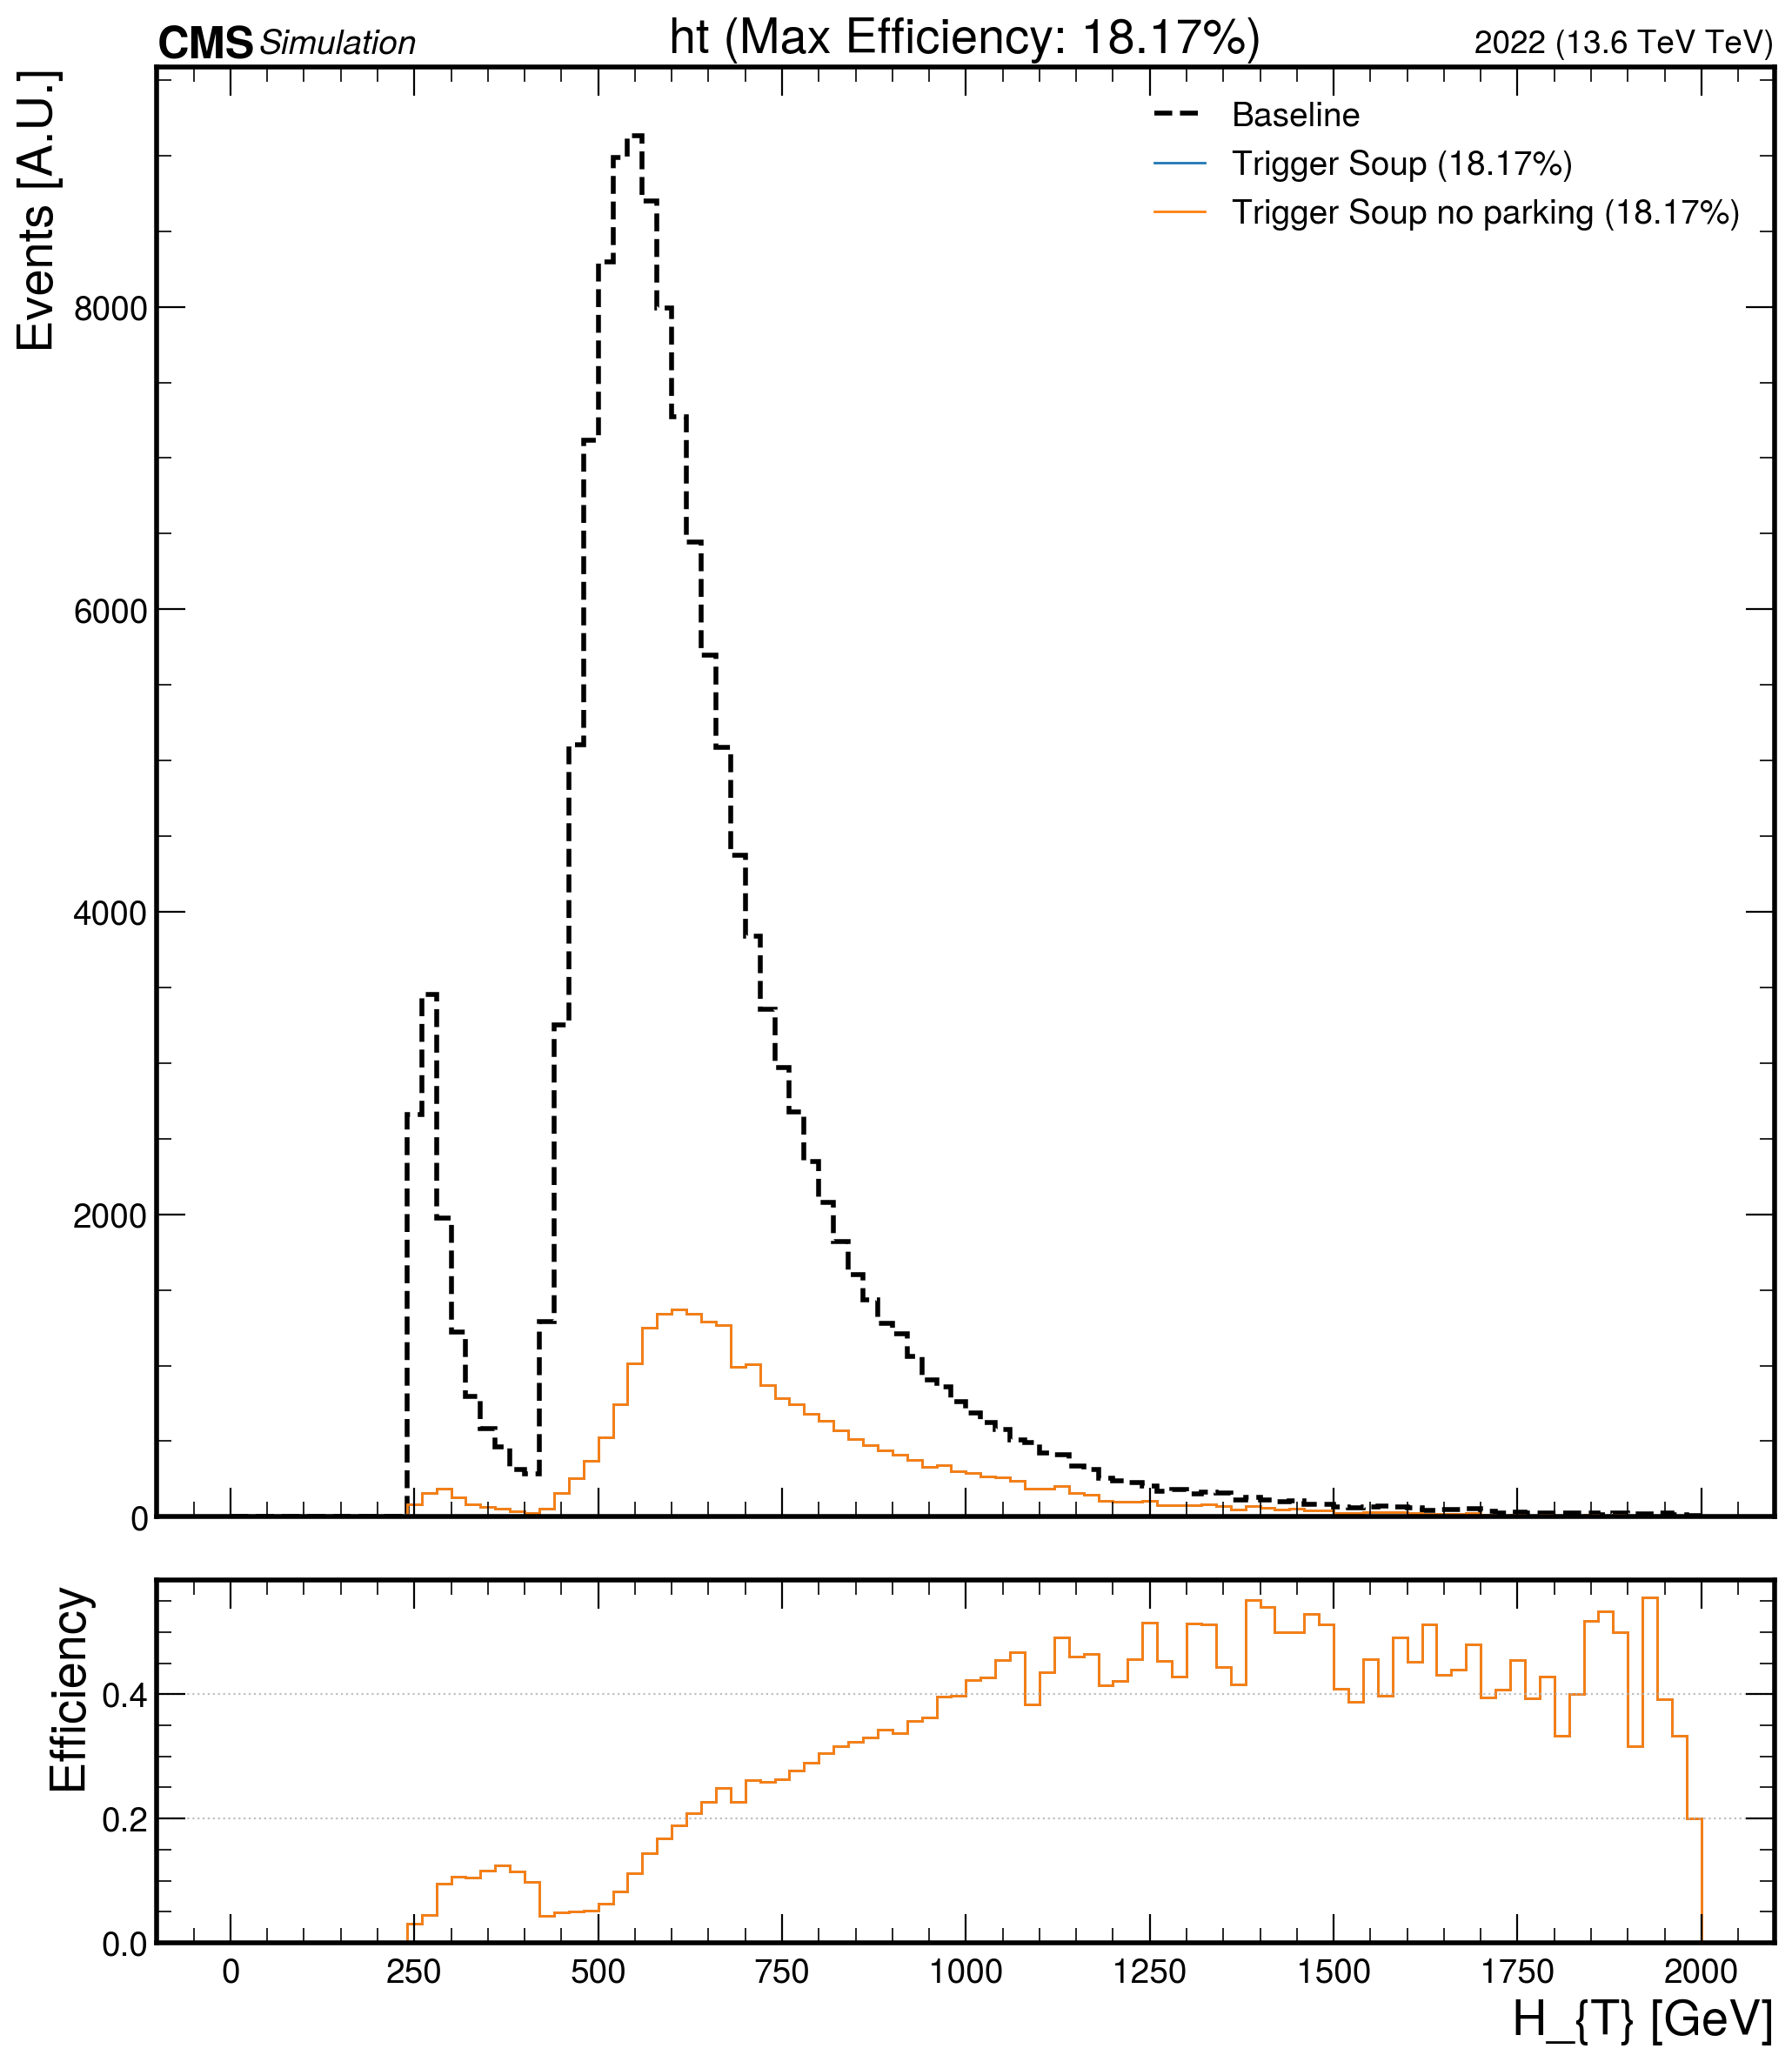 CMS Simulation
ht (Max Efficiency: 18.17%)
2022 (13.6 TeV TeV)
Events [A.U.]
Baseline
Trigger Soup (18.17%)
Trigger Soup no parking (18.17%)
8000
6000
4000
2000
0
Efficiency
0.4
0.2
0.0
0 250 500 750 1000 1250 1500 1750 2000
H_{T} [GeV]